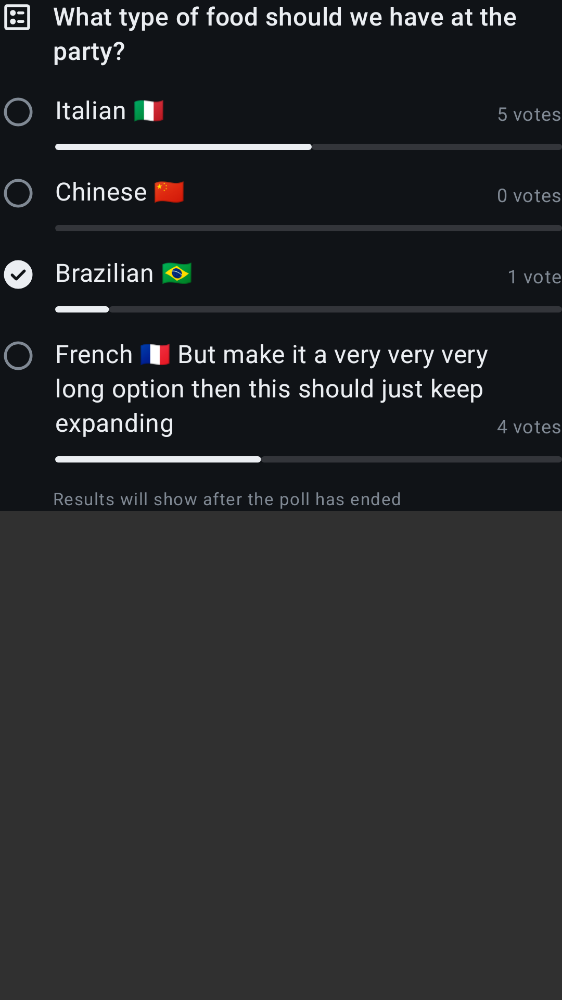 What type of food should we have at the
party?
Italian 🇮🇹
5 votes
Chinese 🇨🇳
0 votes
Brazilian 🇧🇷
1 vote
French 🇫🇷 But make it a very very very
long option then this should just keep
expanding
4 votes
Results will show after the poll has ended